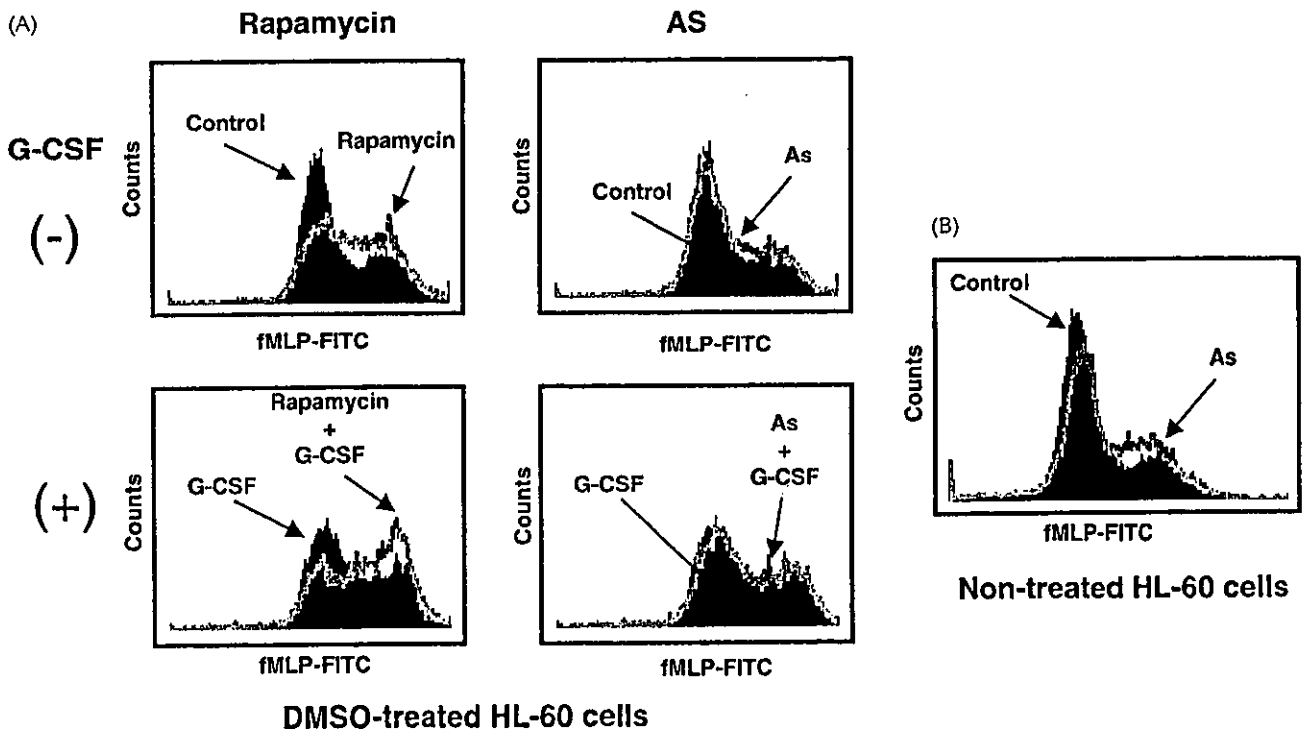 (A)
Rapamycin
AS
G-CSF
(-)
Counts
Control
Rapamycin
fMLP-FITC
Counts
Control
As
fMLP-FITC
(+)
Counts
Rapamycin
+
G-CSF
G-CSF
fMLP-FITC
Counts
As
+
G-CSF
G-CSF
fMLP-FITC
DMSO-treated HL-60 cells
(B)
Counts
Control
As
fMLP-FITC
Non-treated HL-60 cells